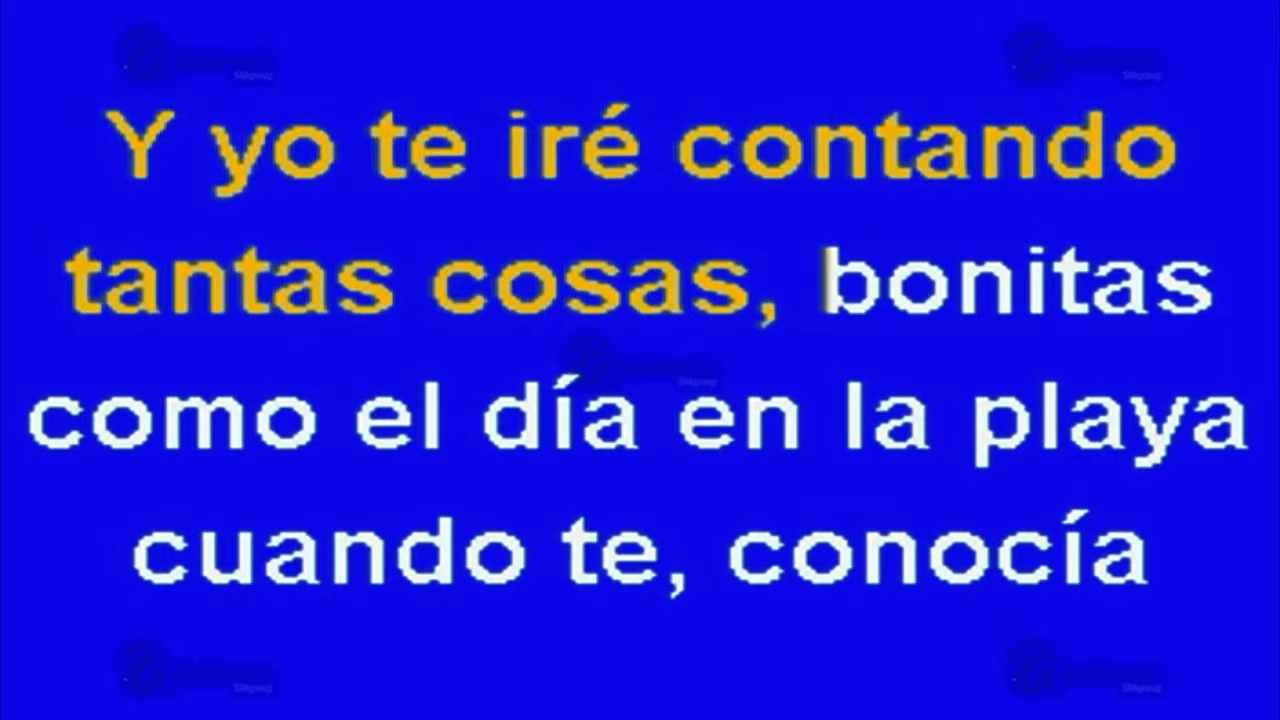 Y yo te iré contando
tantas cosas, bonitas
como el día en la playa
cuando te, conocía